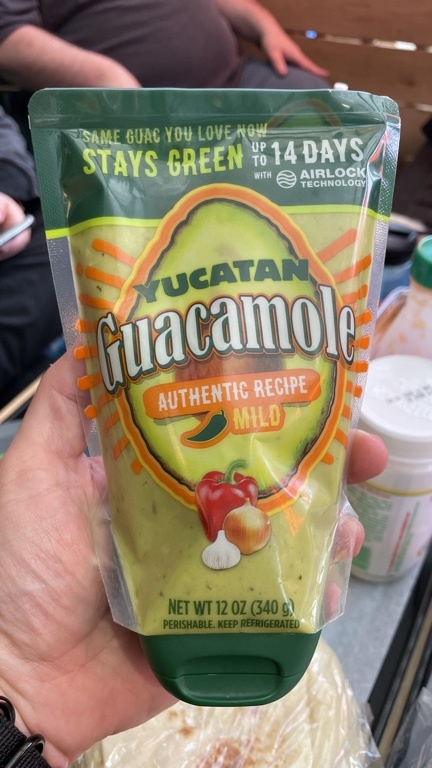 SAME GUAC YOU LOVE NOW
STAYS GREEN UP TO 14 DAYS
WITH AIRLOCK TECHNOLOGY
YUCATAN
Guacamole
AUTHENTIC RECIPE
MILD
NET WT 12 OZ (340 g)
PERISHABLE. KEEP REFRIGERATED